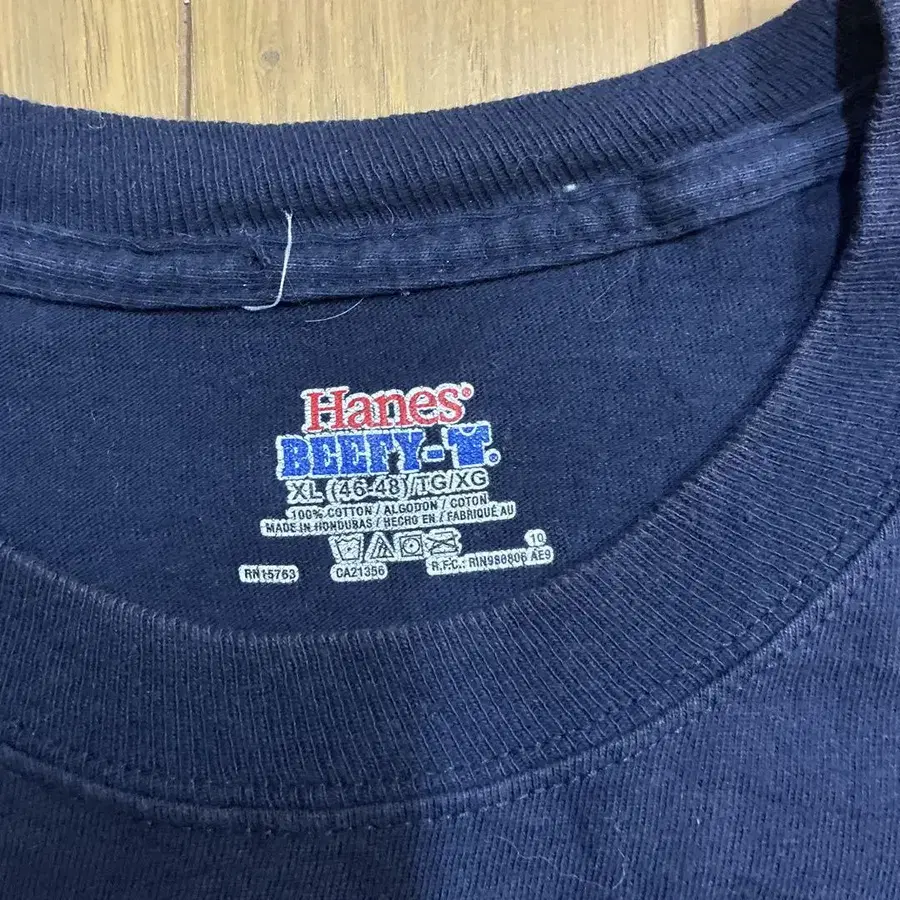 Hanes®
BEEFY-T®
XL (46-48)/TG/XG
100% COTTON / ALGODON / COTON
MADE IN HONDURAS / HECHO EN / FABRIQUÉ AU
10
RN15763 CA21356 R.F.C.: RIN980806 AE9